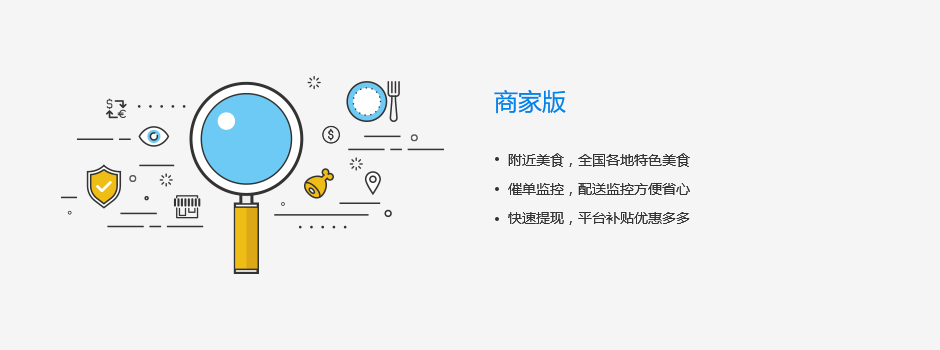 商家版
• 附近美食，全国各地特色美食
• 催单监控，配送监控方便省心
• 快速提现，平台补贴优惠多多